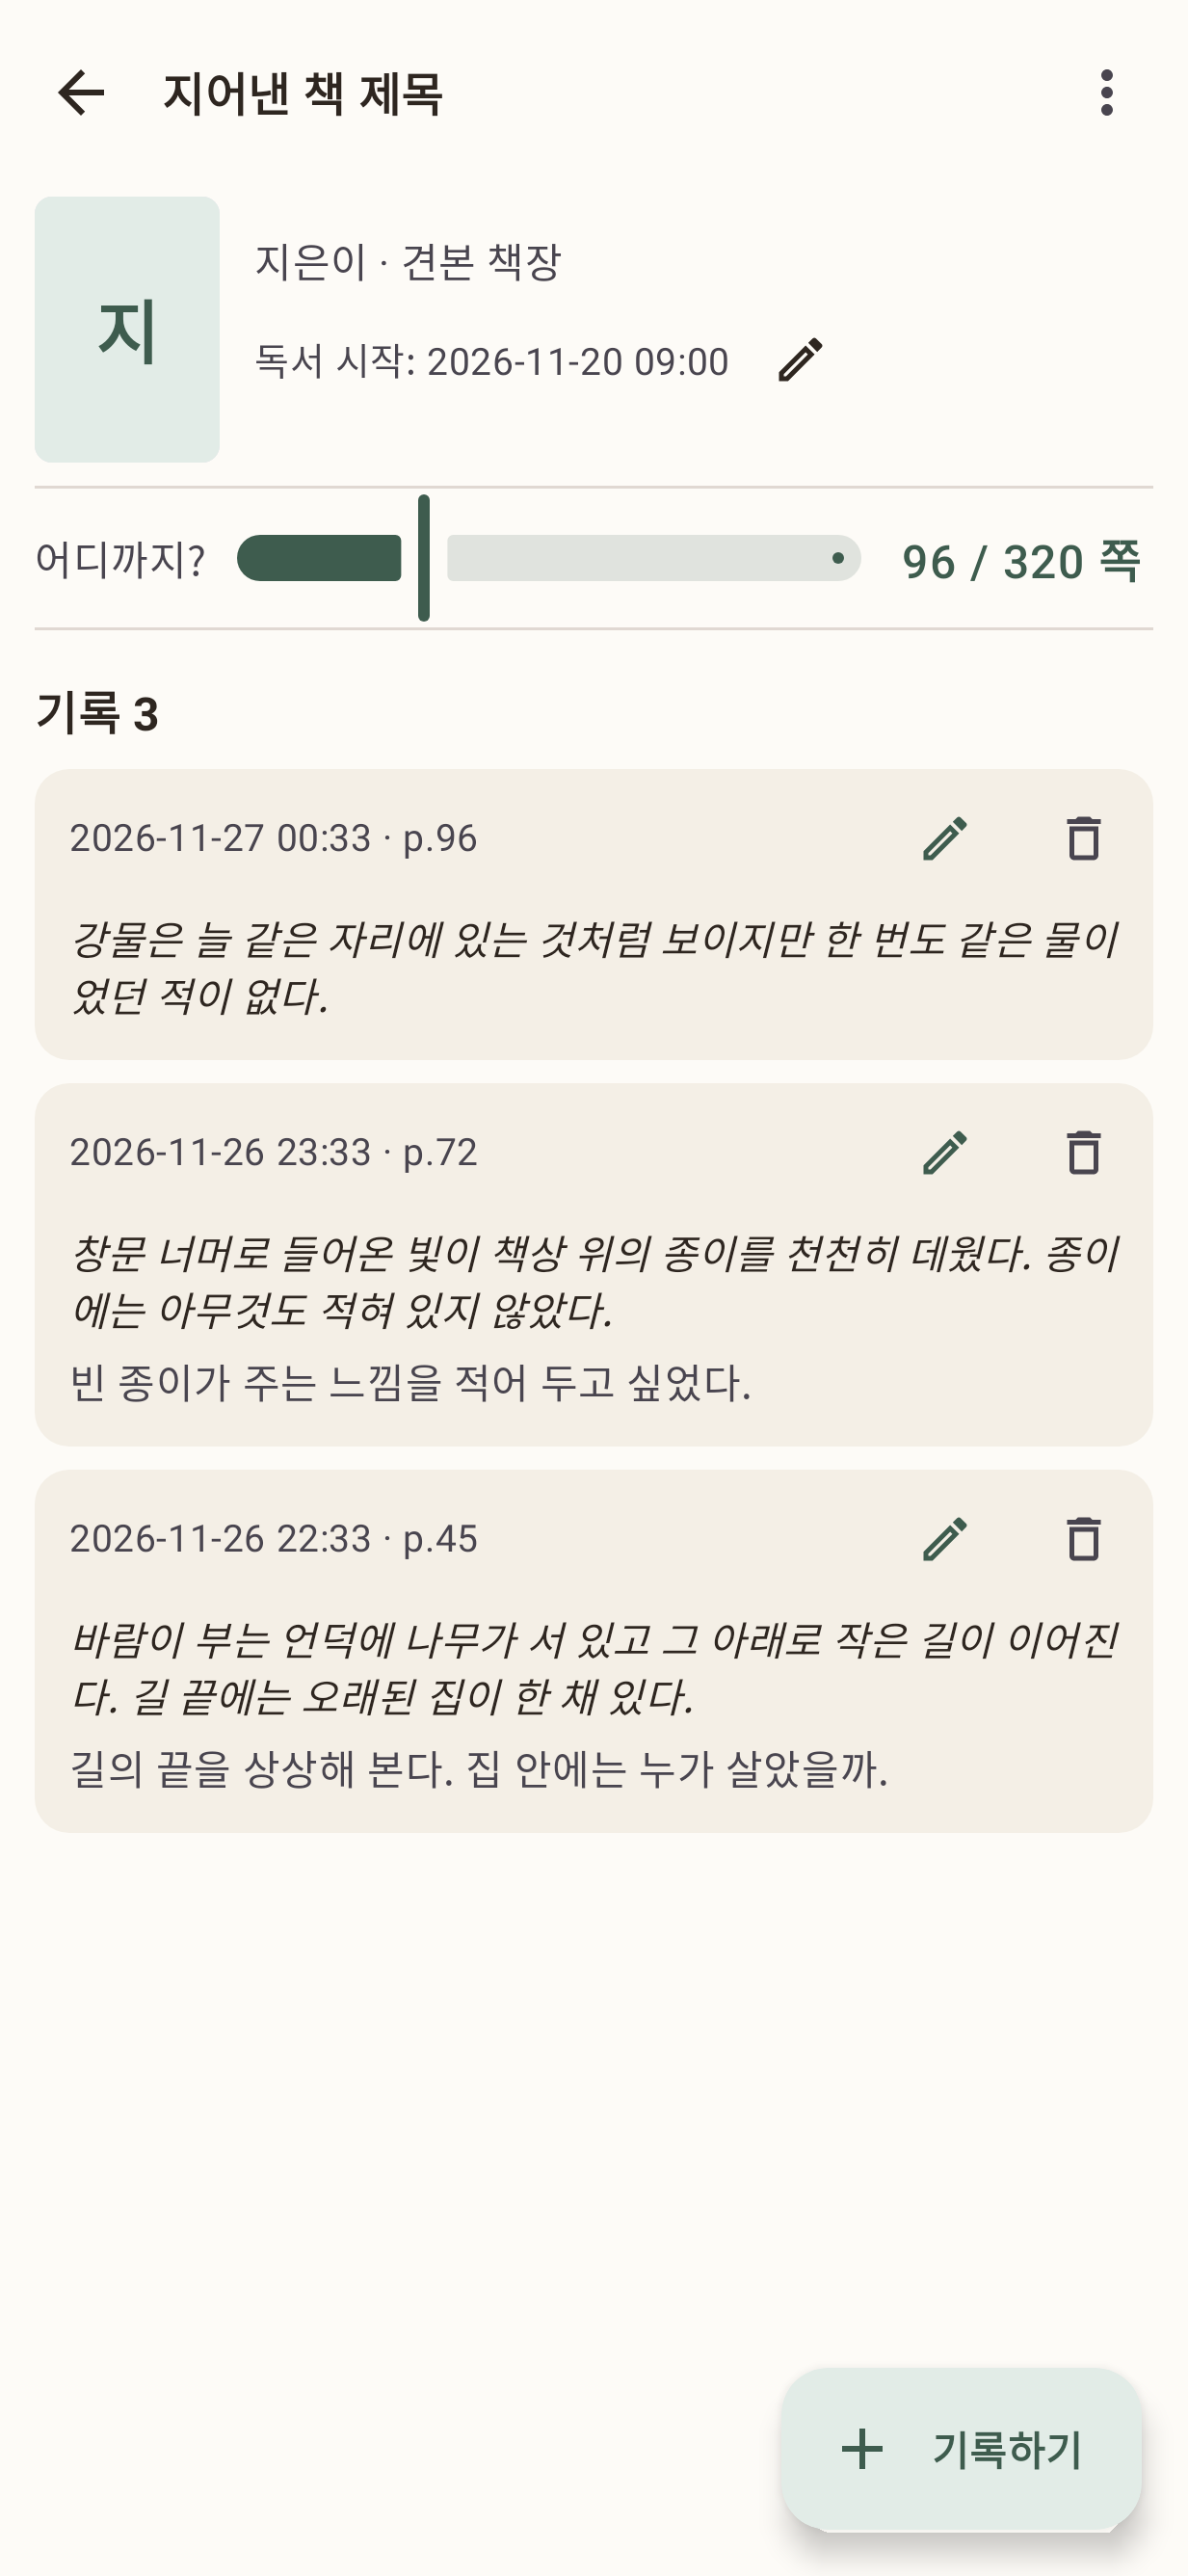 지어낸 책 제목
지
지은이 · 견본 책장
독서 시작: 2026-11-20 09:00
어디까지?
96 / 320 쪽
기록 3
2026-11-27 00:33 · p.96
강물은 늘 같은 자리에 있는 것처럼 보이지만 한 번도 같은 물이
었던 적이 없다.
2026-11-26 23:33 · p.72
창문 너머로 들어온 빛이 책상 위의 종이를 천천히 데웠다. 종이
에는 아무것도 적혀 있지 않았다.
빈 종이가 주는 느낌을 적어 두고 싶었다.
2026-11-26 22:33 · p.45
바람이 부는 언덕에 나무가 서 있고 그 아래로 작은 길이 이어진
다. 길 끝에는 오래된 집이 한 채 있다.
길의 끝을 상상해 본다. 집 안에는 누가 살았을까.
기록하기